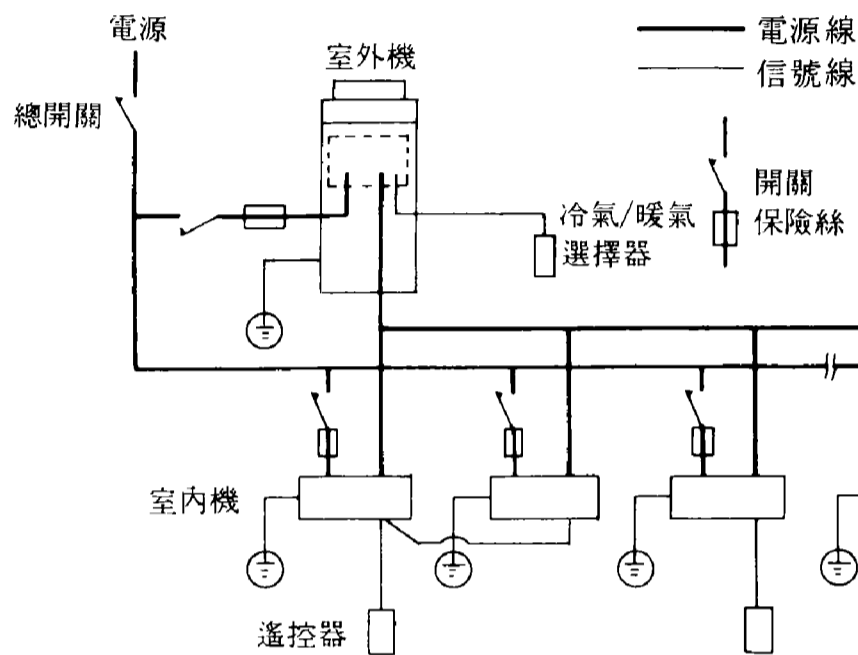 電源
電源線
室外機
信號線
總開關
開關
保險絲
冷氣/暖氣
選擇器
室內機
遙控器